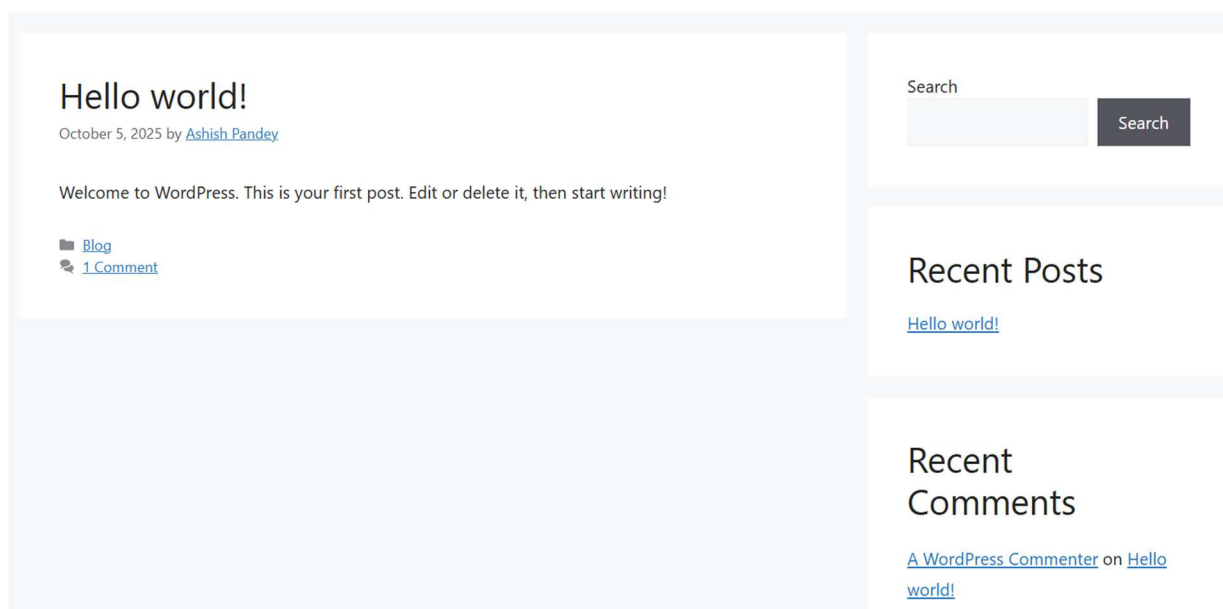 Hello world!
October 5, 2025 by Ashish Pandey
Welcome to WordPress. This is your first post. Edit or delete it, then start writing!
Blog
1 Comment
Search
Search
Recent Posts
Hello world!
Recent
Comments
A WordPress Commenter on Hello
world!